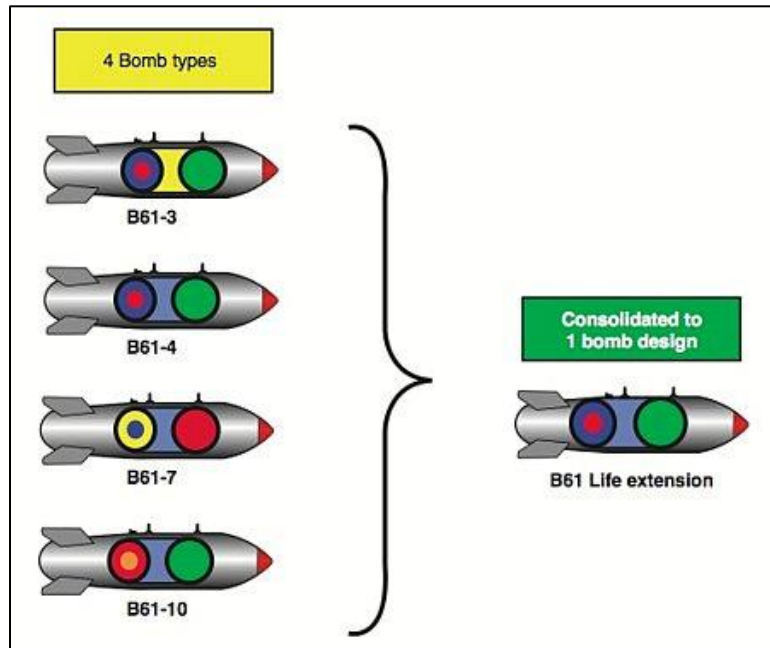 4 Bomb types
B61-3
B61-4
B61-7
B61-10
Consolidated to
1 bomb design
B61 Life extension